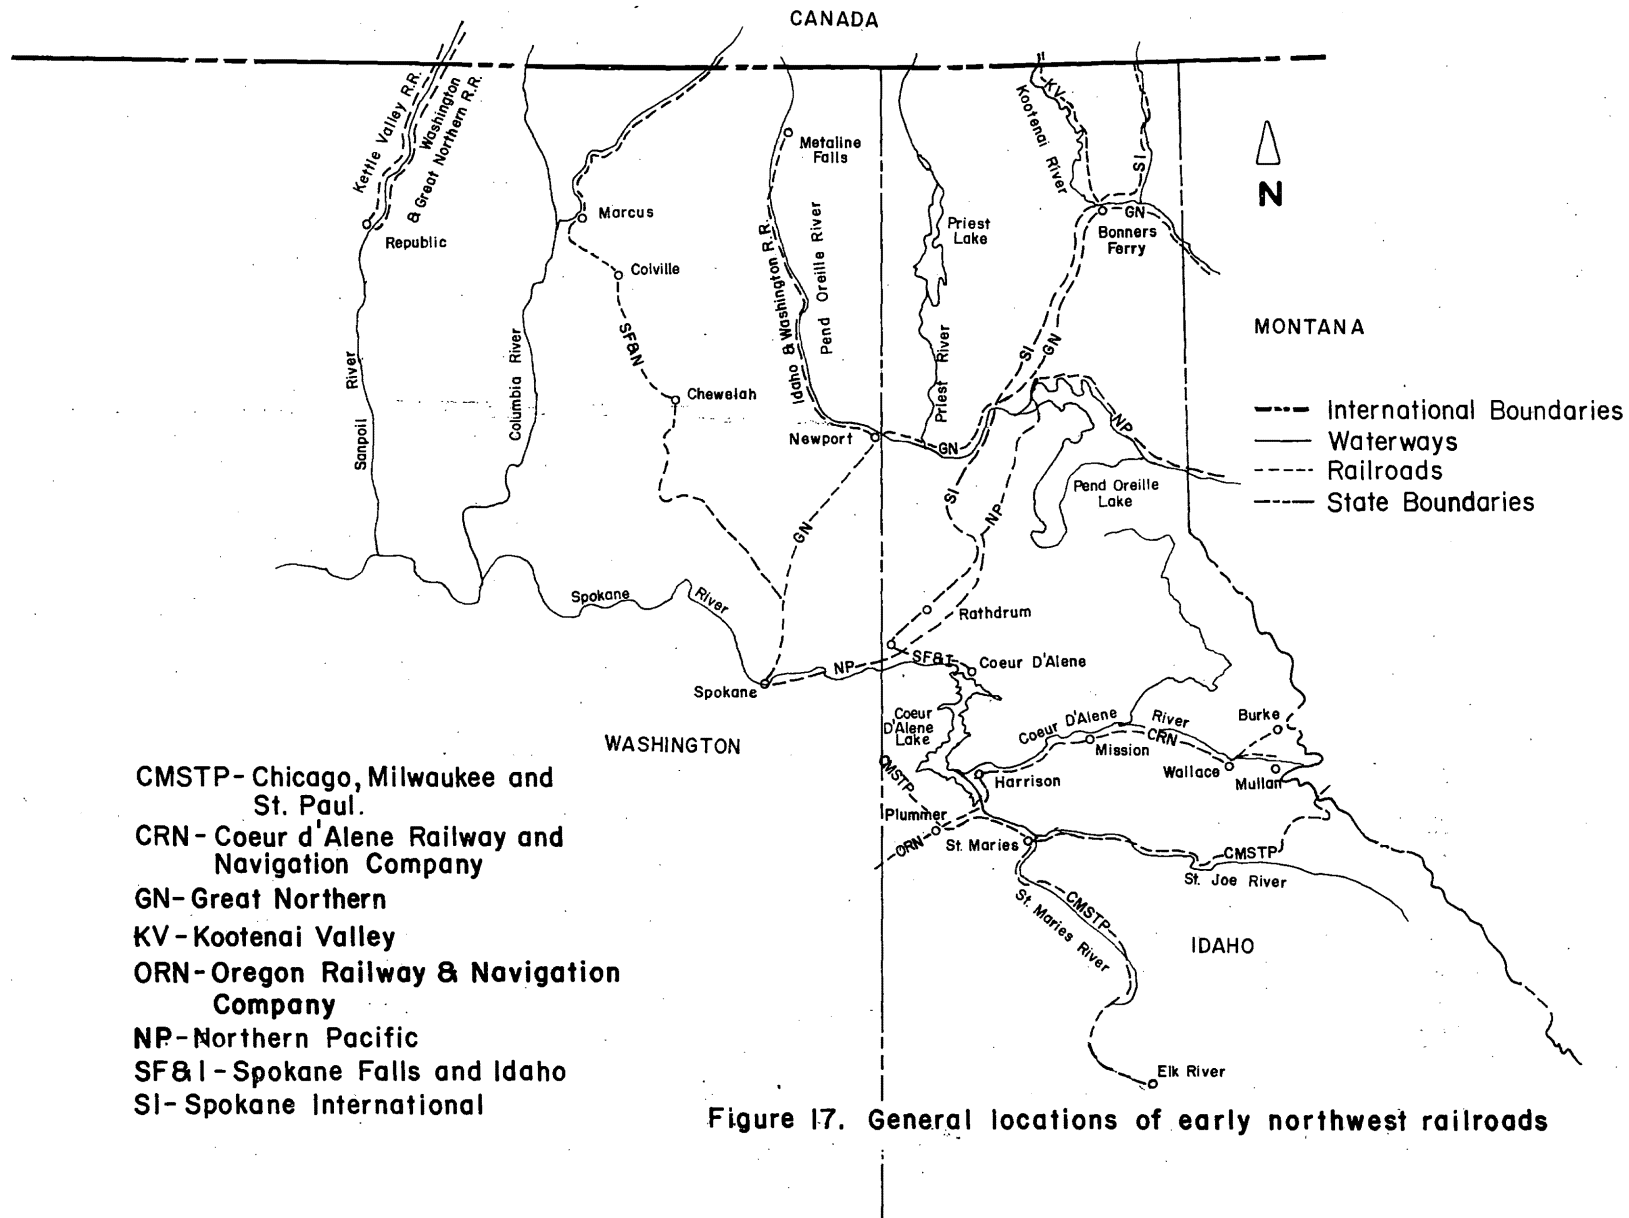 CANADA
Kettle Valley R.R.
Washington
& Great Northern R.R.
Republic
Marcus
Colville
SF&N
Chewelah
Sanpoil River
Columbia River
Metaline
Falls
Idaho & Washington R.R.
Pend Oreille River
Newport
Priest
Lake
Priest River
KV
Kootenai River
SI
GN
Bonners
Ferry
SI
GN
GN
NP
SI
NP
GN
Pend Oreille
Lake
N
MONTANA
International Boundaries
Waterways
Railroads
State Boundaries
Spokane River
Rathdrum
NP
SF&I
Coeur D'Alene
Spokane
WASHINGTON
Coeur
D'Alene
Lake
Coeur D'Alene River
CRN
Mission
Burke
Wallace
Mullan
Harrison
CMSTP
Plummer
ORN
St. Maries
CMSTP
St. Joe River
CMSTP
St. Maries River
IDAHO
Elk River
CMSTP- Chicago, Milwaukee and
St. Paul.
CRN- Coeur d'Alene Railway and
Navigation Company
GN- Great Northern
KV - Kootenai Valley
ORN- Oregon Railway & Navigation
Company
NP- Northern Pacific
SF&I - Spokane Falls and Idaho
SI- Spokane International
Figure 17. General locations of early northwest railroads